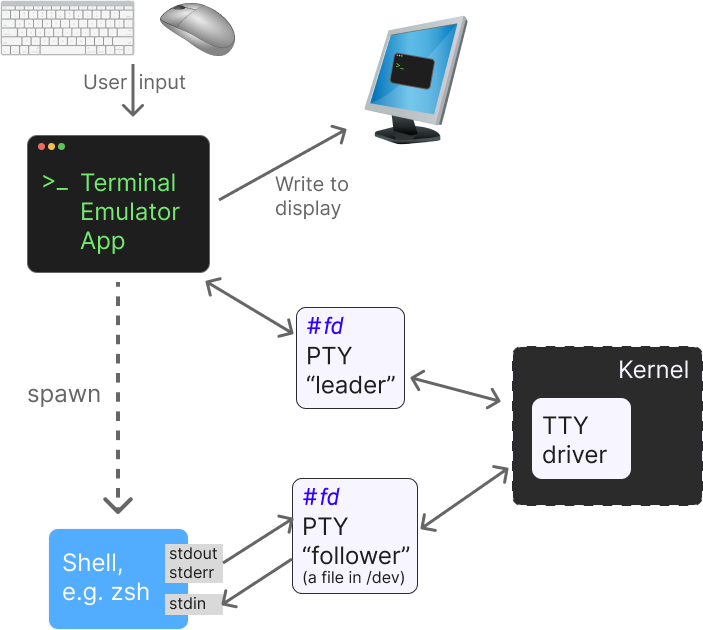 User input
>_
>_ Terminal
Emulator
App
Write to
display
#fd
PTY
“leader”
Kernel
TTY
driver
spawn
#fd
PTY
“follower”
(a file in /dev)
Shell,
e.g. zsh
stdout
stderr
stdin